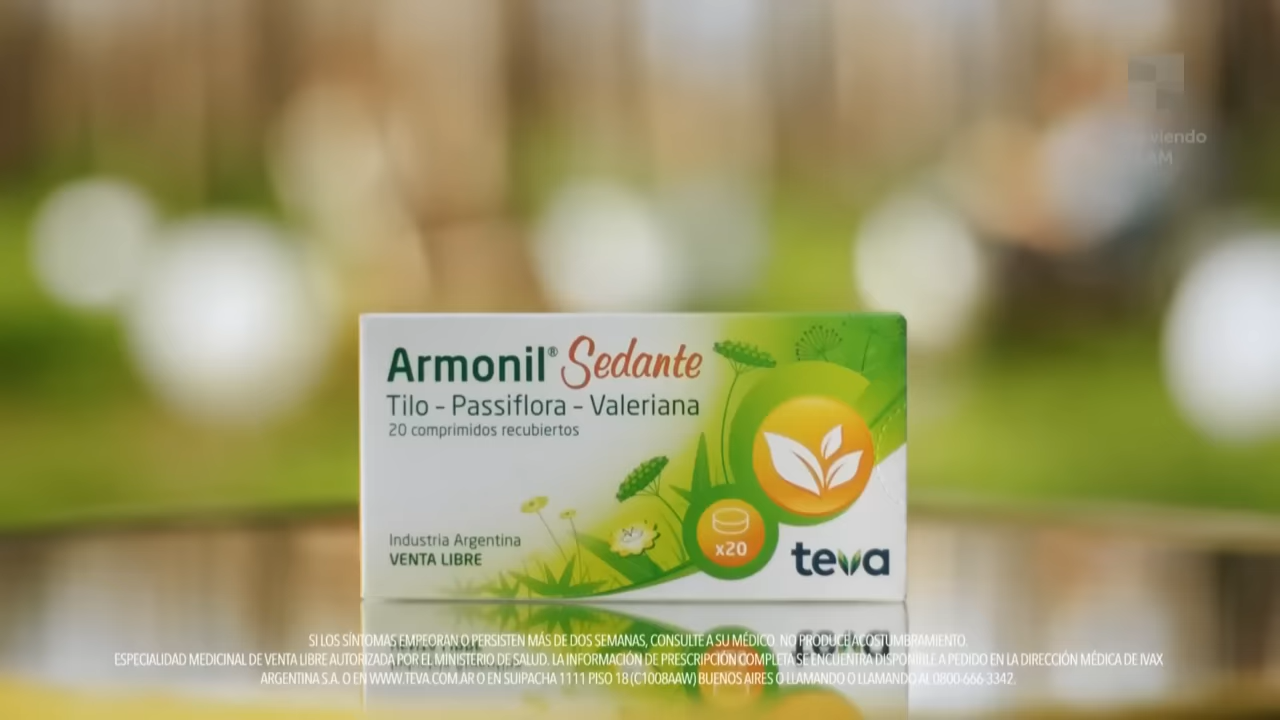 viendo
AM
Armonil® Sedante
Tilo - Passiflora - Valeriana
20 comprimidos recubiertos
Industria Argentina
VENTA LIBRE
x20
teva
SI LOS SÍNTOMAS EMPEORAN O PERSISTEN MÁS DE DOS SEMANAS, CONSULTE A SU MÉDICO. NO PRODUCE ACOSTUMBRAMIENTO.
ESPECIALIDAD MEDICINAL DE VENTA LIBRE AUTORIZADA POR EL MINISTERIO DE SALUD. LA INFORMACIÓN DE PRESCRIPCIÓN COMPLETA SE ENCUENTRA DISPONIBLE A PEDIDO EN LA DIRECCIÓN MÉDICA DE IVAX
ARGENTINA S.A. O EN WWW.TEVA.COM.AR O EN SUIPACHA 1111 PISO 18 (C1008AAW) BUENOS AIRES O LLAMANDO O LLAMANDO AL 0800-666-3342.